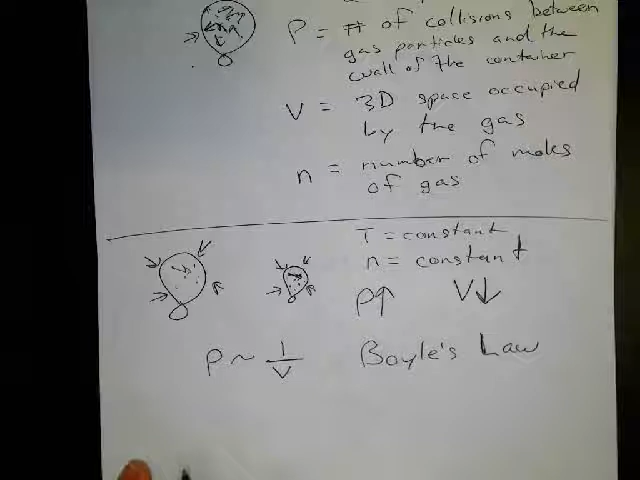 P = # of collisions between
gas particles and the
wall of the container
V = 3D space occupied
by the gas
n = number of moles
of gas
T = constant
n = constant
P↑ V↓
P ~ 1/V Boyle's Law